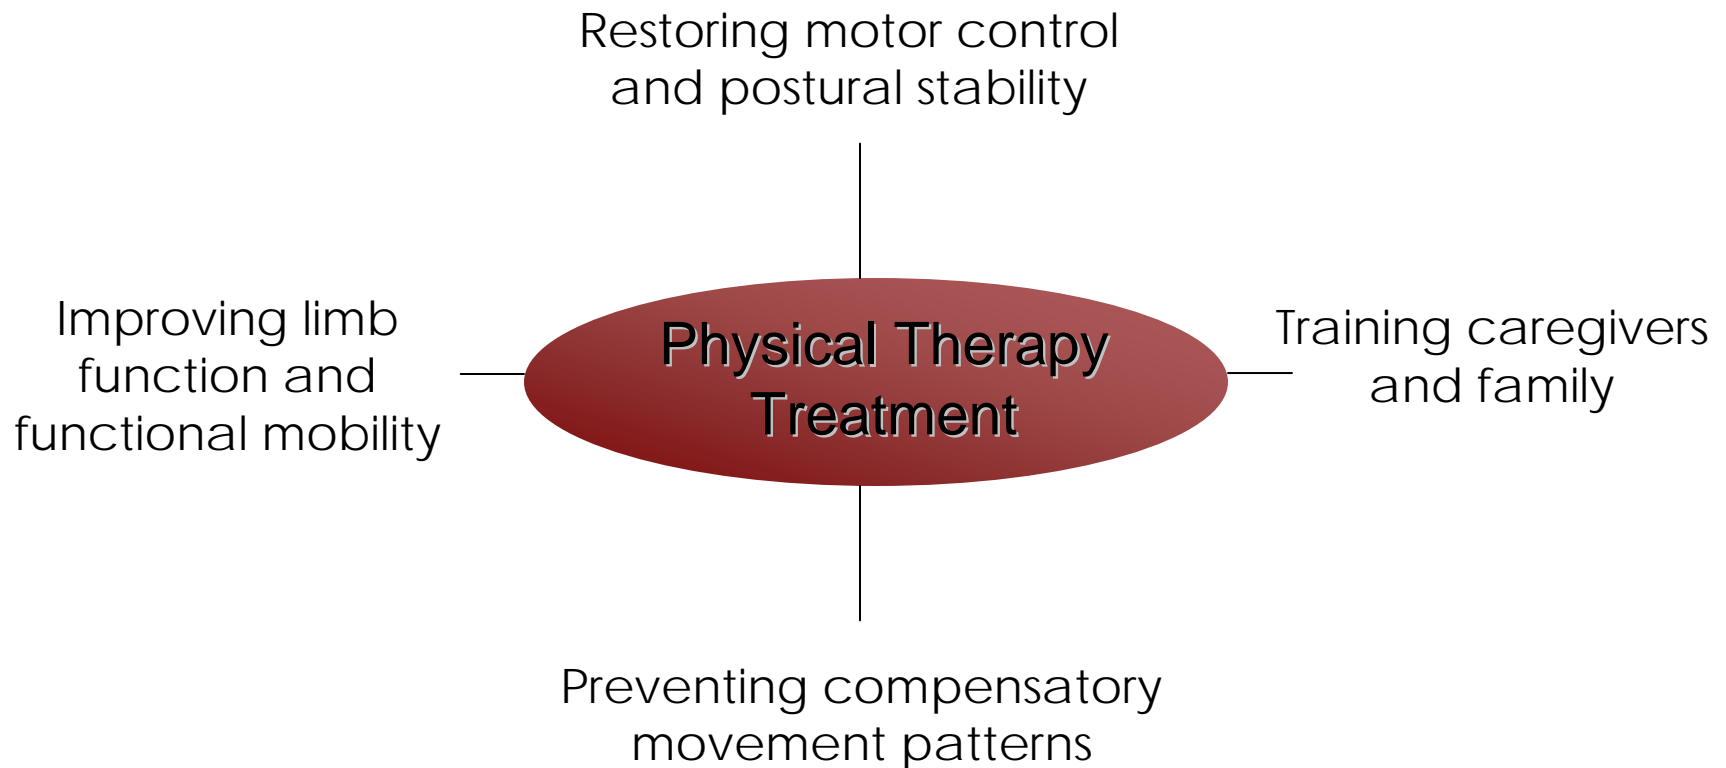 Restoring motor control
and postural stability
Improving limb
function and
functional mobility
Physical Therapy
Treatment
Training caregivers
and family
Preventing compensatory
movement patterns